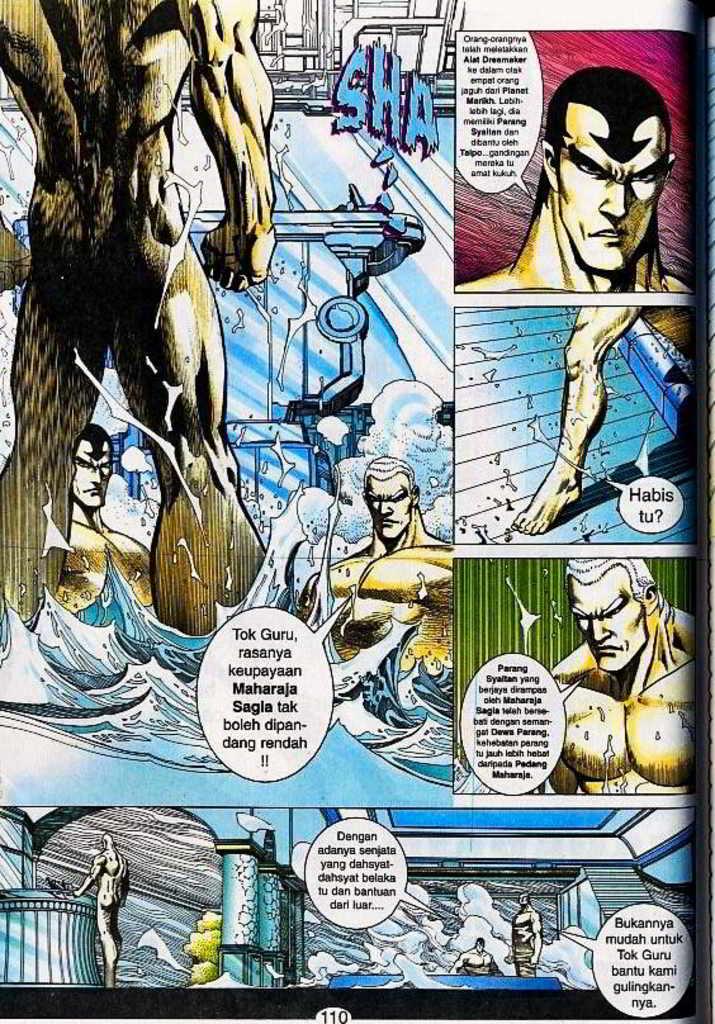 SHA
Orang-orangnya
telah meletakkan
Alat Dreamaker
ke dalam otak
empat orang
jaguh dari Planet
Marikh. Lebih-
lebih lagi, dia
memiliki Parang
Syaitan dan
dibantu oleh
Taipo...gandingan
mereka tu
amat kukuh.
Habis
tu?
Tok Guru,
rasanya
keupayaan
Maharaja
Sagia tak
boleh dipan-
dang rendah
!!
Parang
Syaitan yang
berjaya dirampas
oleh Maharaja
Sagia telah berse-
bati dengan seman-
gat Dewa Parang,
kehebatan parang
tu jauh lebih hebat
daripada Pedang
Maharaja.
Dengan
adanya senjata
yang dahsyat-
dahsyat belaka
tu dan bantuan
dari luar....
Bukannya
mudah untuk
Tok Guru
bantu kami
gulingkan-
nya.
110